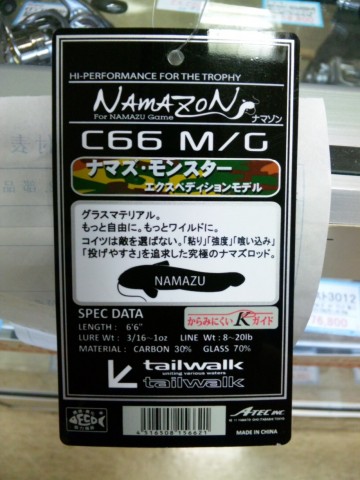 HI-PERFORMANCE FOR THE TROPHY
NAMAZON
For NAMAZU Game
ナマゾン
C66 M/G
ナマズ・モンスター
エクスペディションモデル
グラスマテリアル。
もっと自由に。もっとワイルドに。
コイツは敵を選ばない。「粘り」「強度」「喰い込み」
「投げやすさ」を追求した究極のナマズロッド。
NAMAZU
SPEC DATA
からみにくい Kガイド
LENGTH : 6'6"
LURE Wt : 3/16~1oz LINE Wt : 8~20lb
MATERIAL : CARBON 30% GLASS 70%
tailwalk
uniting various waters
tailwalk
A-TEC INC.
4516508156621
MADE IN CHINA